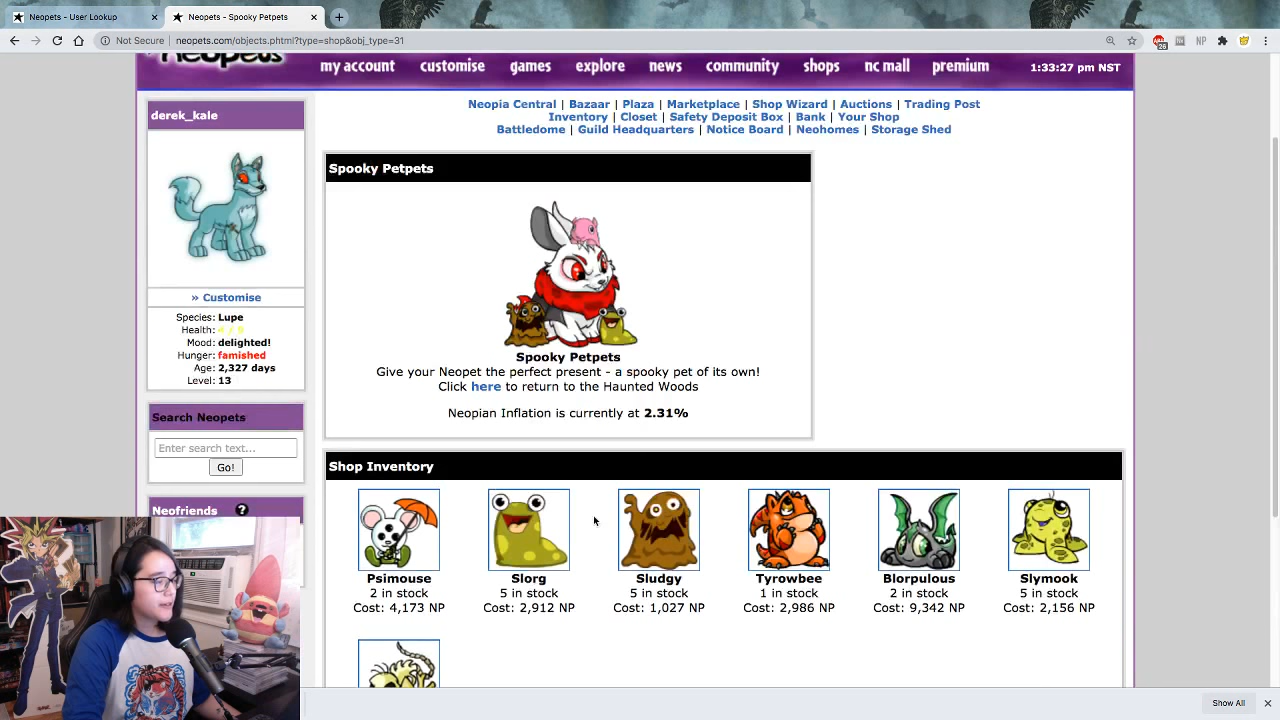 Neopets - User Lookup
Neopets - Spooky Petpets
Not Secure | neopets.com/objects.phtml?type=shop&obj_type=31
my account customise games explore news community shops nc mall premium 1:33:27 pm NST
derek_kale
Neopia Central | Bazaar | Plaza | Marketplace | Shop Wizard | Auctions | Trading Post
Inventory | Closet | Safety Deposit Box | Bank | Your Shop
Battledome | Guild Headquarters | Notice Board | Neohomes | Storage Shed
» Customise
Species: Lupe
Health:
Mood: delighted!
Hunger: famished
Age: 2,327 days
Level: 13
Search Neopets
Enter search text...
Go!
Neofriends ?
Spooky Petpets
Spooky Petpets
Give your Neopet the perfect present - a spooky pet of its own!
Click here to return to the Haunted Woods
Neopian Inflation is currently at 2.31%
Shop Inventory
Psimouse
2 in stock
Cost: 4,173 NP
Slorg
5 in stock
Cost: 2,912 NP
Sludgy
5 in stock
Cost: 1,027 NP
Tyrowbee
1 in stock
Cost: 2,986 NP
Blorpulous
2 in stock
Cost: 9,342 NP
Slymook
5 in stock
Cost: 2,156 NP
Show All